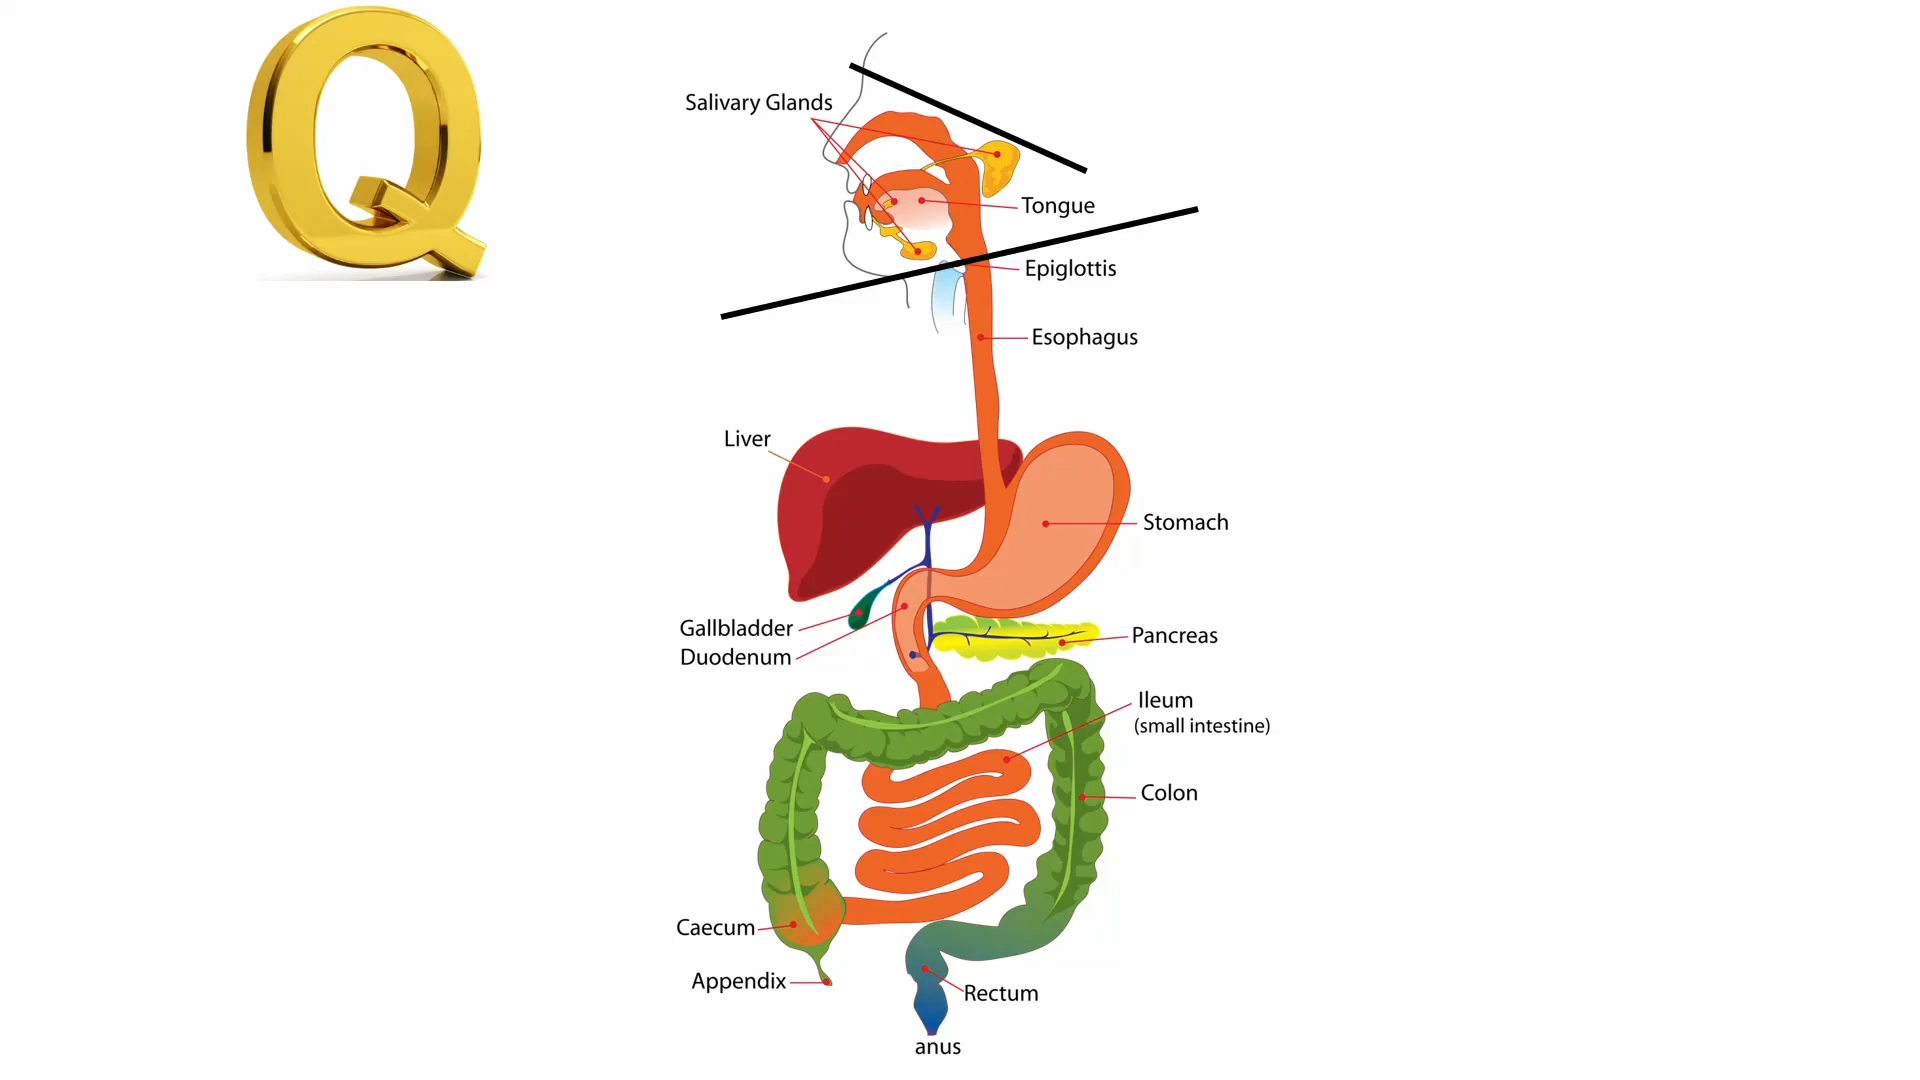 Q
Salivary Glands
Tongue
Epiglottis
Esophagus
Liver
Stomach
Gallbladder
Duodenum
Pancreas
Ileum
(small intestine)
Colon
Caecum
Appendix
Rectum
anus